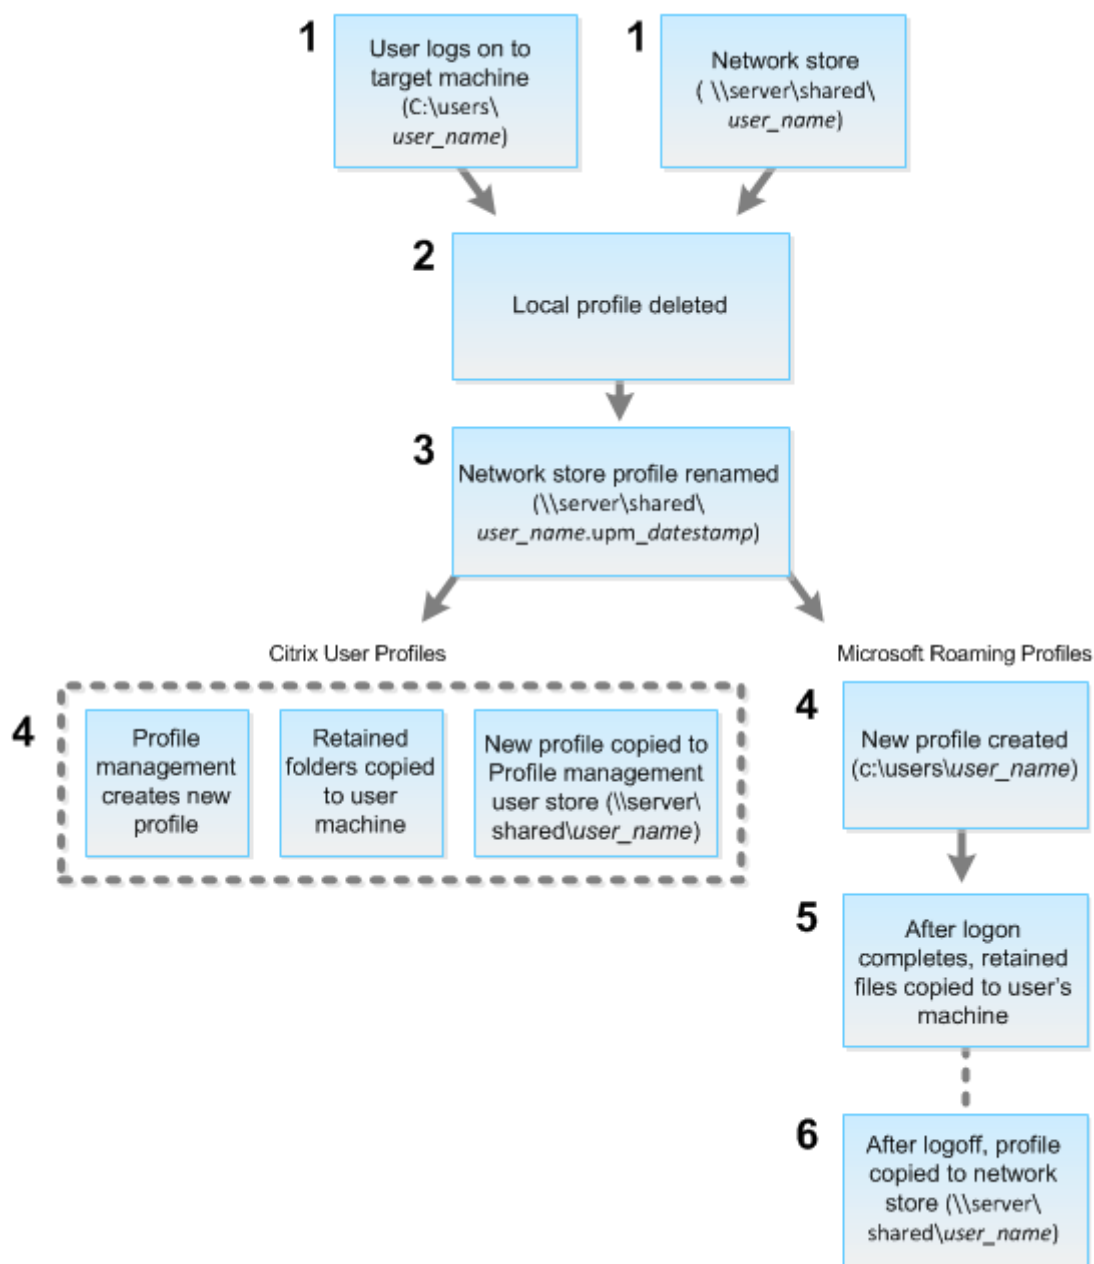 1
User logs on to
target machine
(C:\users\
user_name)
1
Network store
( \\server\shared\
user_name)
2
Local profile deleted
3
Network store profile renamed
(\\server\shared\
user_name.upm_datestamp)
Citrix User Profiles
4
Profile
management
creates new
profile
Retained
folders copied
to user
machine
New profile copied to
Profile management
user store (\\server\
shared\user_name)
Microsoft Roaming Profiles
4
New profile created
(c:\users\user_name)
5
After logon
completes, retained
files copied to user's
machine
6
After logoff, profile
copied to network
store (\\server\
shared\user_name)